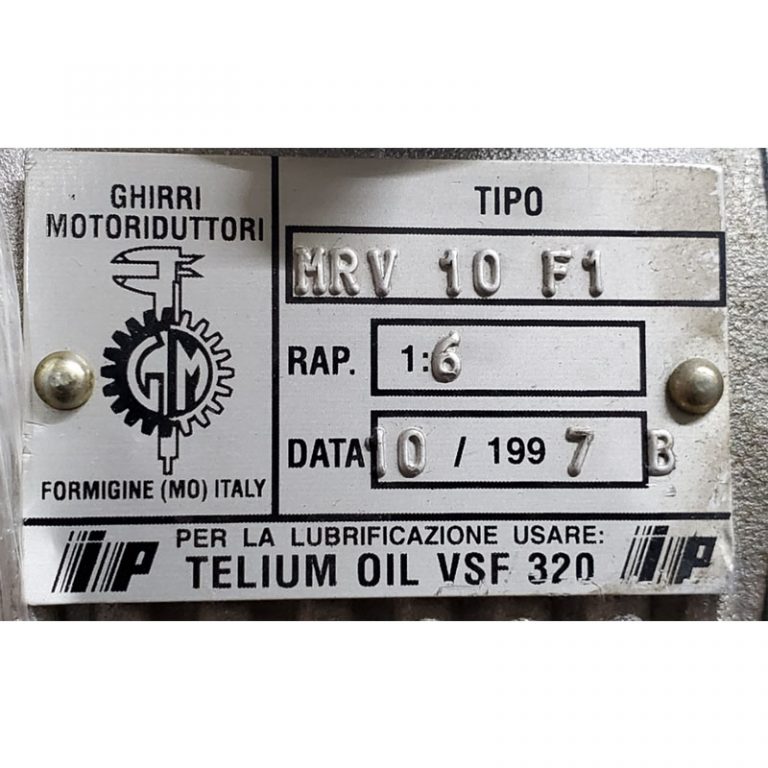 GHIRRI
MOTORIDUTTORI
GM
FORMIGINE (MO) ITALY
TIPO
MRV 10 F1
RAP. 1:6
DATA 10 / 1997 B
PER LA LUBRIFICAZIONE USARE:
IP TELIUM OIL VSF 320 IP